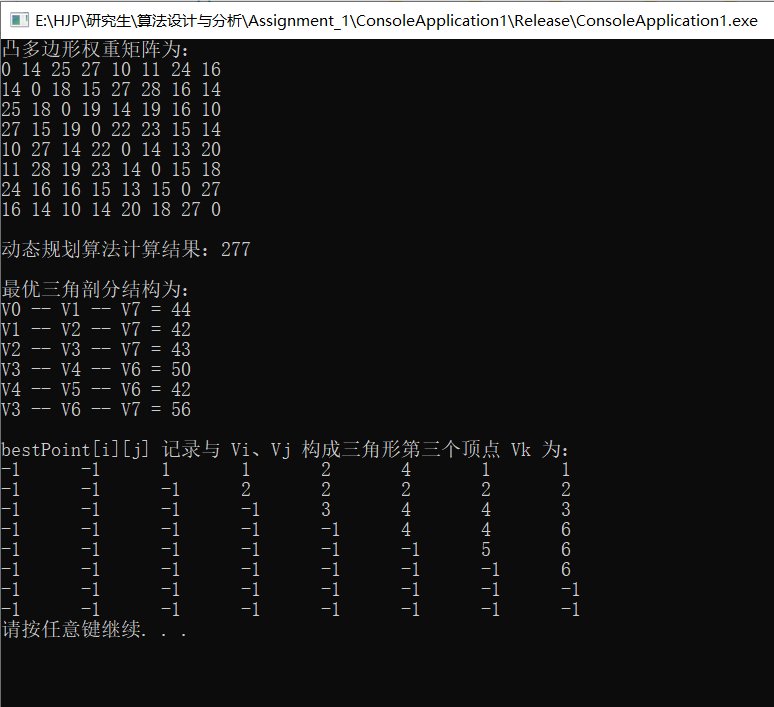 E:\HJP\研究生\算法设计与分析\Assignment_1\ConsoleApplication1\Release\ConsoleApplication1.exe
凸多边形权重矩阵为:
0 14 25 27 10 11 24 16
14 0 18 15 27 28 16 14
25 18 0 19 14 19 16 10
27 15 19 0 22 23 15 14
10 27 14 22 0 14 13 20
11 28 19 23 14 0 15 18
24 16 16 15 13 15 0 27
16 14 10 14 20 18 27 0
动态规划算法计算结果: 277
最优三角剖分结构为:
V0 -- V1 -- V7 = 44
V1 -- V2 -- V7 = 42
V2 -- V3 -- V7 = 43
V3 -- V4 -- V6 = 50
V4 -- V5 -- V6 = 42
V3 -- V6 -- V7 = 56
bestPoint[i][j] 记录与 Vi、Vj 构成三角形第三个顶点 Vk 为:
-1 -1 1 1 2 4 1 1
-1 -1 -1 2 2 2 2 2
-1 -1 -1 -1 3 4 4 3
-1 -1 -1 -1 -1 4 4 6
-1 -1 -1 -1 -1 -1 5 6
-1 -1 -1 -1 -1 -1 -1 6
-1 -1 -1 -1 -1 -1 -1 -1
-1 -1 -1 -1 -1 -1 -1 -1
请按任意键继续. . .